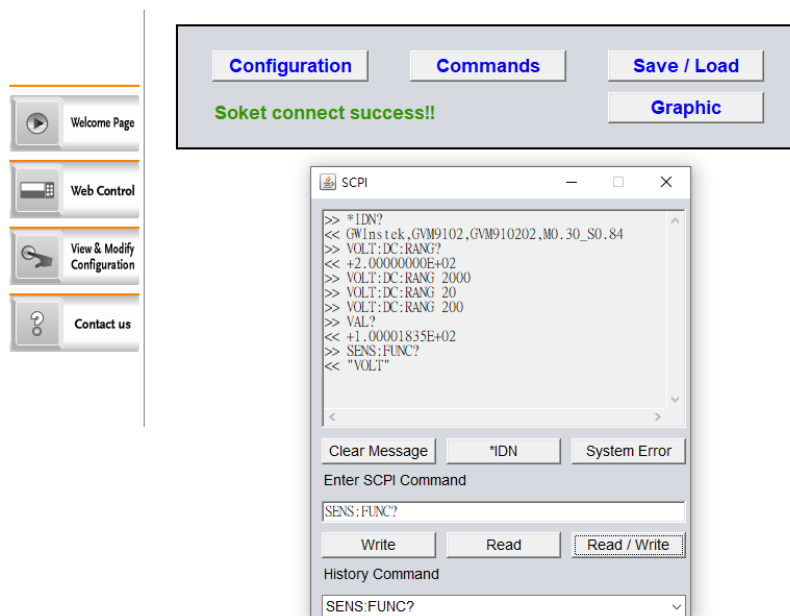 Configuration
Commands
Save / Load
Soket connect success!!
Graphic
Welcome Page
Web Control
View & Modify
Configuration
Contact us
SCPI
>> *IDN?
<< GWInstek,GVM9102,GVM910202,M0.30_S0.84
>> VOLT:DC:RANG?
<< +2.00000000E+02
>> VOLT:DC:RANG 2000
>> VOLT:DC:RANG 20
>> VOLT:DC:RANG 200
>> VAL?
<< +1.00001835E+02
>> SENS:FUNC?
<< "VOLT"
Clear Message
*IDN
System Error
Enter SCPI Command
SENS:FUNC?
Write
Read
Read / Write
History Command
SENS:FUNC?